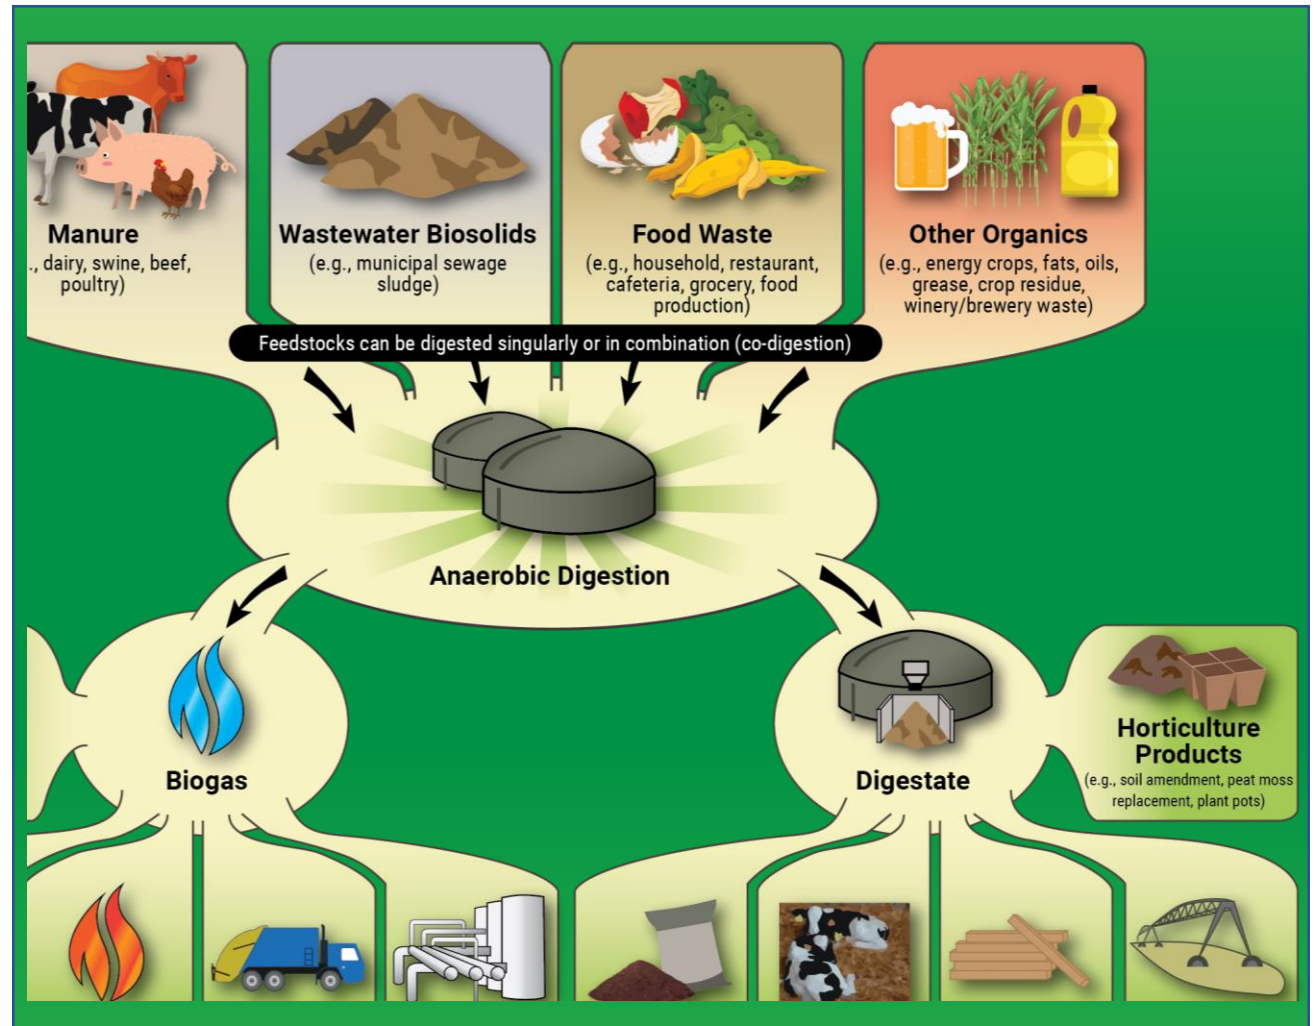 Manure
., dairy, swine, beef,
poultry)
Wastewater Biosolids
(e.g., municipal sewage
sludge)
Food Waste
(e.g., household, restaurant,
cafeteria, grocery, food
production)
Other Organics
(e.g., energy crops, fats, oils,
grease, crop residue,
winery/brewery waste)
Feedstocks can be digested singularly or in combination (co-digestion)
Anaerobic Digestion
Biogas
Digestate
Horticulture
Products
(e.g., soil amendment, peat moss
replacement, plant pots)